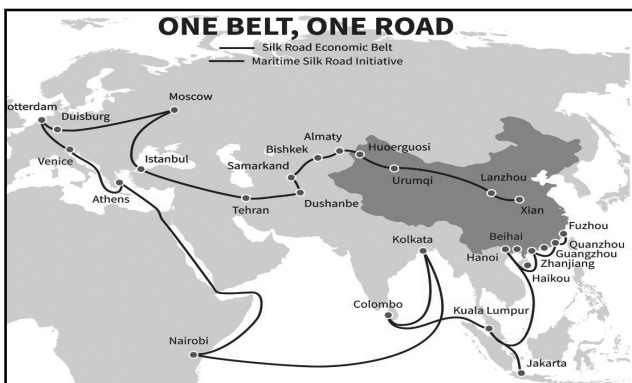 ONE BELT, ONE ROAD
Silk Road Economic Belt
Maritime Silk Road Initiative
otterdam
Duisburg
Moscow
Venice
Istanbul
Athens
Tehran
Samarkand
Bishkek
Almaty
Dushanbe
Huoerguosi
Urumqi
Lanzhou
Xian
Fuzhou
Quanzhou
Guangzhou
Zhanjiang
Haikou
Beihai
Hanoi
Kolkata
Colombo
Kuala Lumpur
Jakarta
Nairobi